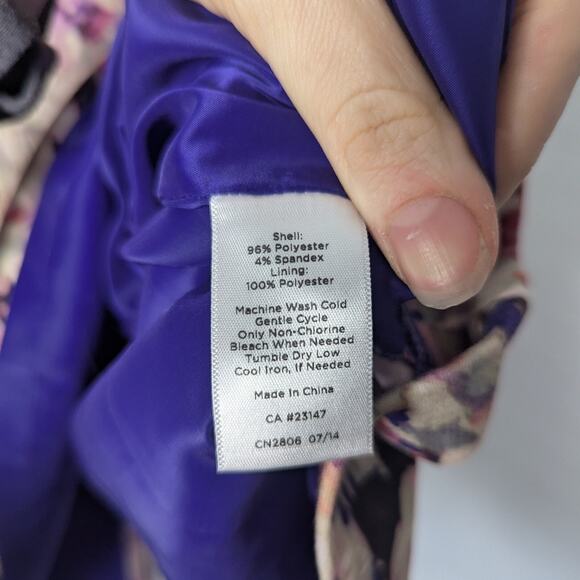 Shell:
96% Polyester
4% Spandex
Lining:
100% Polyester
Machine Wash Cold
Gentle Cycle
Only Non-Chlorine
Bleach When Needed
Tumble Dry Low
Cool Iron, If Needed
Made In China
CA #23147
CN2806 07/14